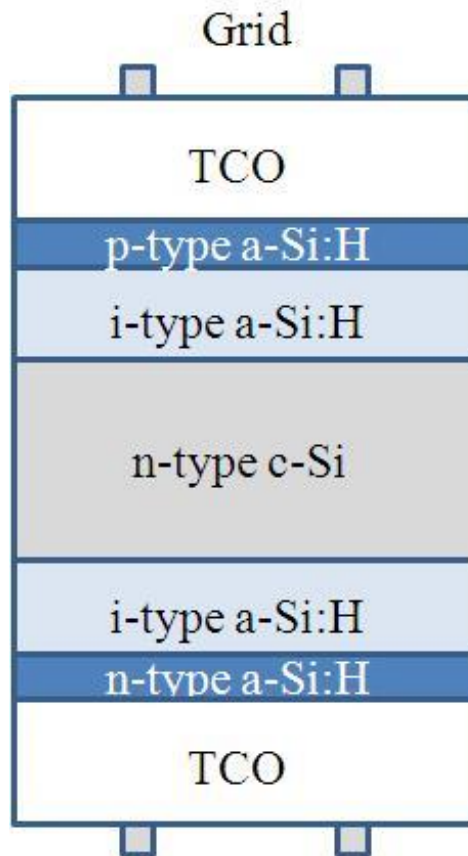 Grid
TCO
p-type a-Si:H
i-type a-Si:H
n-type c-Si
i-type a-Si:H
n-type a-Si:H
TCO